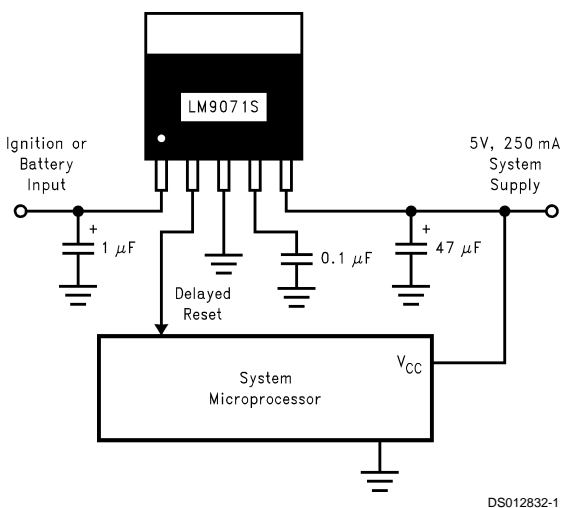 LM9071S
Ignition or
Battery
Input
5V, 250 mA
System
Supply
+
1 μF
0.1 μF
+
47 μF
Delayed
Reset
VCC
System
Microprocessor
DS012832-1